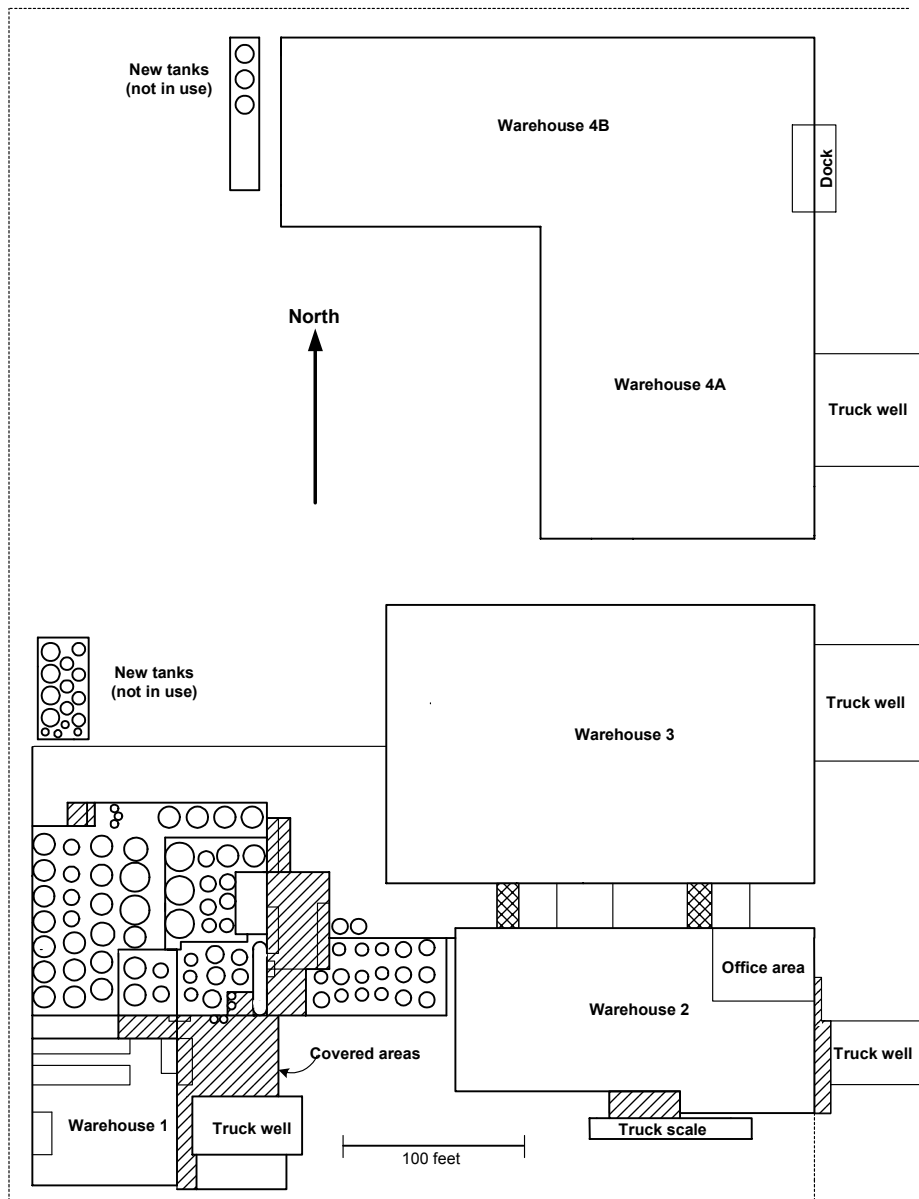 New tanks
(not in use)
Warehouse 4B
Dock
North
Warehouse 4A
Truck well
New tanks
(not in use)
Truck well
Warehouse 3
Office area
Warehouse 2
Covered areas
Truck well
Warehouse 1
Truck well
Truck scale
100 feet